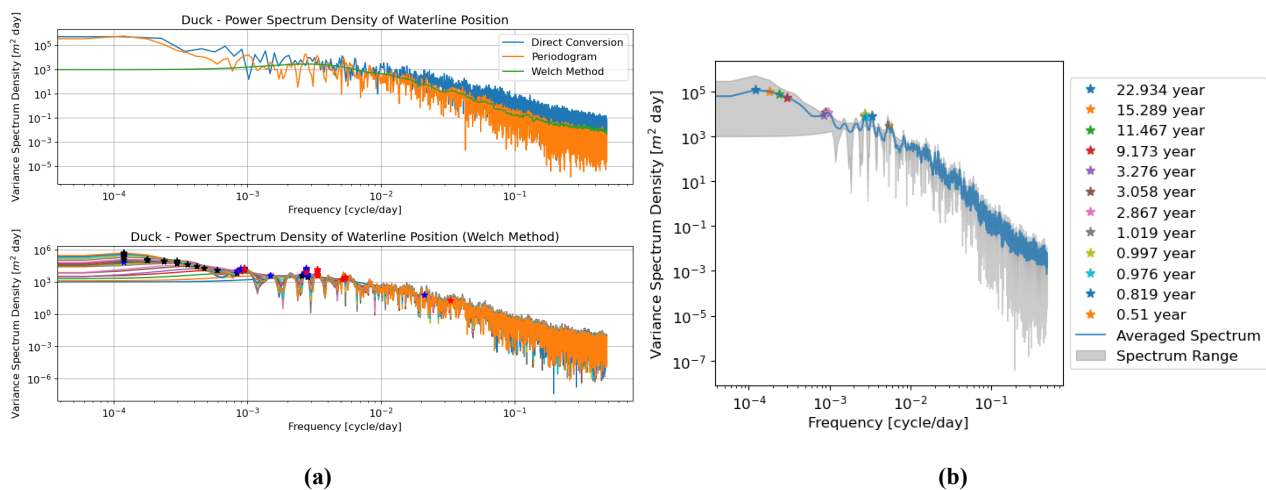 Duck - Power Spectrum Density of Waterline Position
Variance Spectrum Density [m² day]
10⁵
10³
10¹
10⁻¹
10⁻³
10⁻⁵
Direct Conversion
Periodogram
Welch Method
10⁻⁴
10⁻³
10⁻²
10⁻¹
Frequency [cycle/day]
Duck - Power Spectrum Density of Waterline Position (Welch Method)
Variance Spectrum Density [m² day]
10⁶
10³
10⁰
10⁻³
10⁻⁶
10⁻⁴
10⁻³
10⁻²
10⁻¹
Frequency [cycle/day]
(a)
Variance Spectrum Density [m² day]
10⁵
10³
10¹
10⁻¹
10⁻³
10⁻⁵
10⁻⁷
10⁻⁴
10⁻³
10⁻²
10⁻¹
Frequency [cycle/day]
22.934 year
15.289 year
11.467 year
9.173 year
3.276 year
3.058 year
2.867 year
1.019 year
0.997 year
0.976 year
0.819 year
0.51 year
Averaged Spectrum
Spectrum Range
(b)